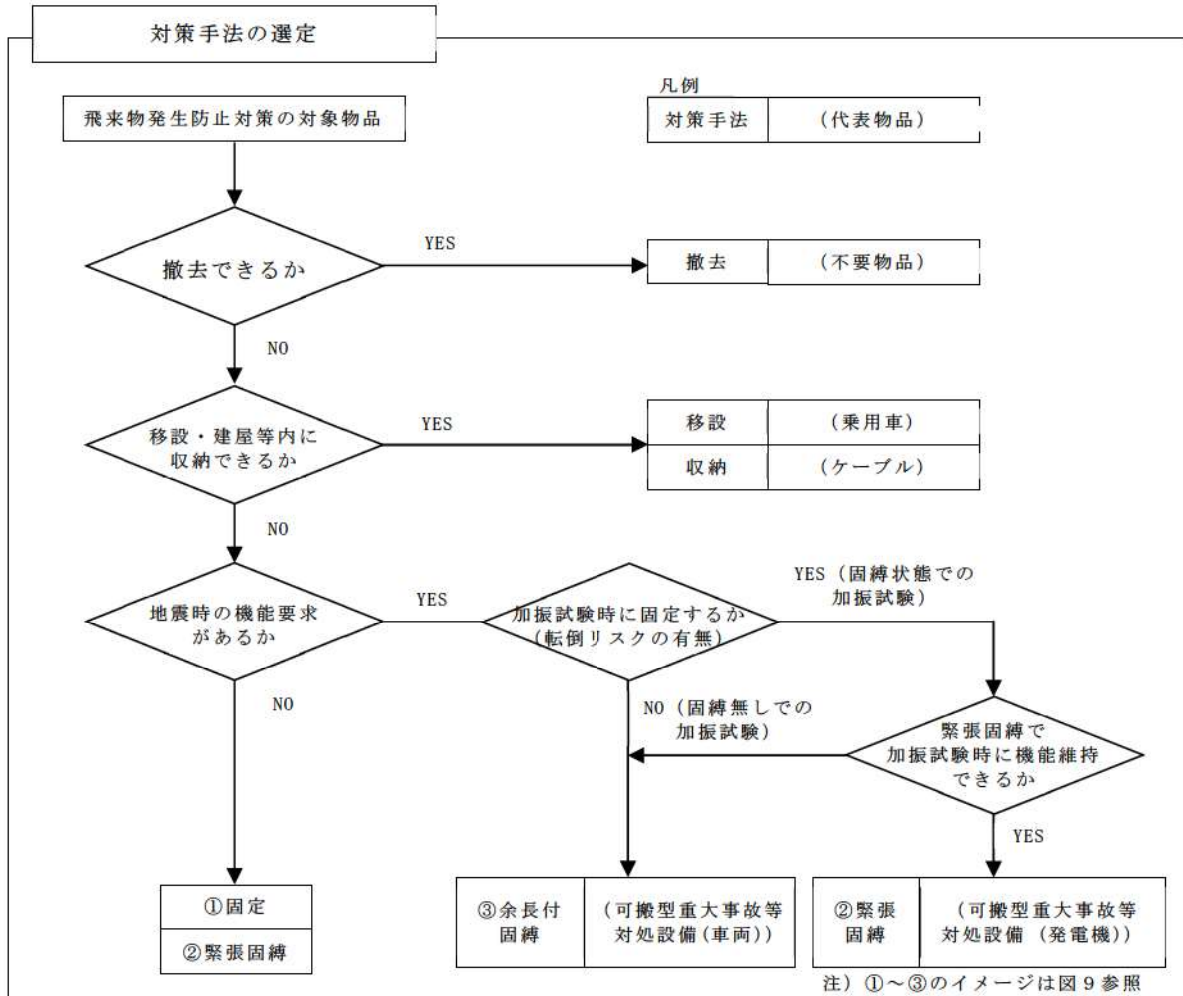 対策手法の選定
飛来物発生防止対策の対象物品
凡例
対策手法 （代表物品）
撤去できるか
YES
撤去 （不要物品）
NO
移設・建屋等内に
収納できるか
YES
移設 （乗用車）
収納 （ケーブル）
NO
地震時の機能要求
があるか
YES
加振試験時に固定するか
（転倒リスクの有無）
YES（固縛状態での
加振試験）
NO
NO（固縛無しでの
加振試験）
緊張固縛で
加振試験時に機能維持
できるか
YES
①固定
②緊張固縛
③余長付
固縛
（可搬型重大事故等
対処設備(車両)）
②緊張
固縛
（可搬型重大事故等
対処設備（発電機)）
注）①～③のイメージは図９参照